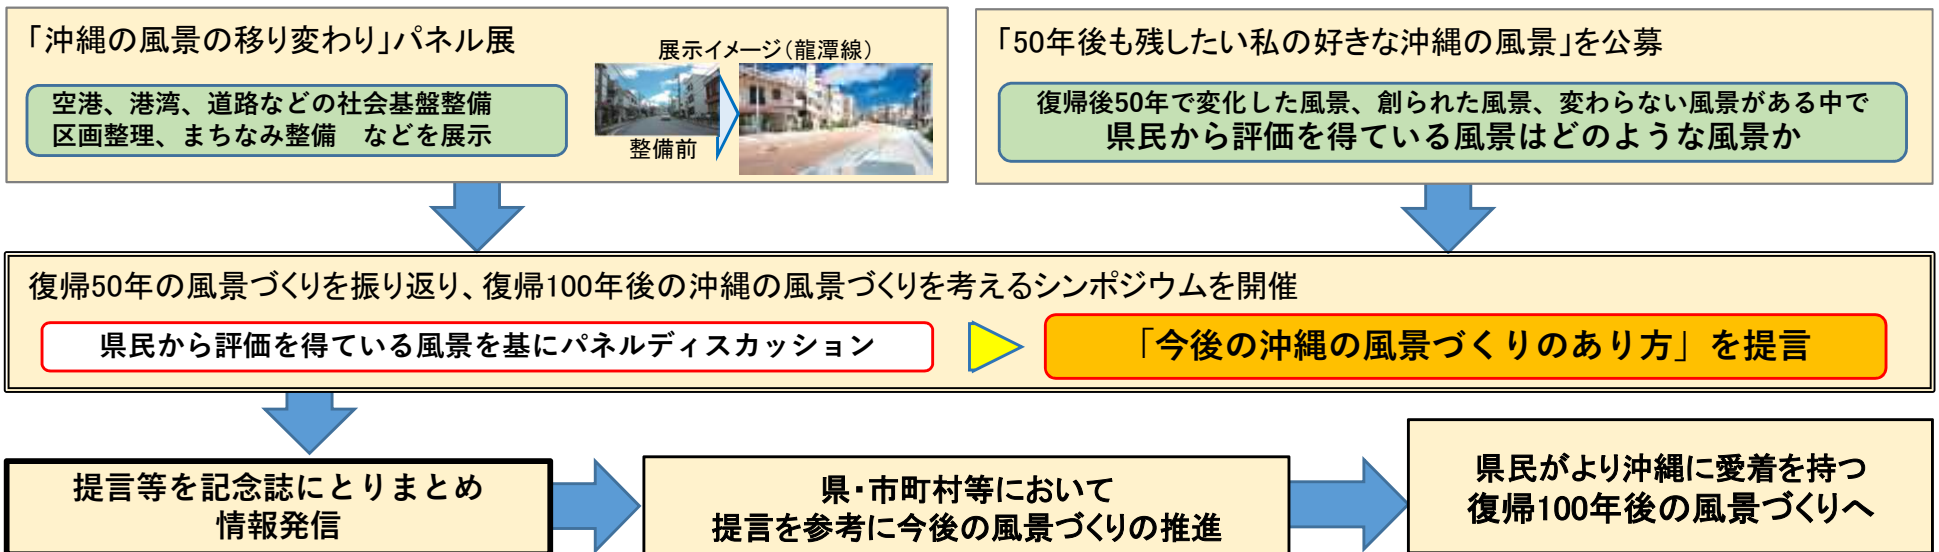 「沖縄の風景の移り変わり」パネル展
展示イメージ（龍潭線）
空港、港湾、道路などの社会基盤整備
区画整理、まちなみ整備　などを展示
整備前
「50年後も残したい私の好きな沖縄の風景」を公募
復帰後50年で変化した風景、創られた風景、変わらない風景がある中で
県民から評価を得ている風景はどのような風景か
復帰50年の風景づくりを振り返り、復帰100年後の沖縄の風景づくりを考えるシンポジウムを開催
県民から評価を得ている風景を基にパネルディスカッション
「今後の沖縄の風景づくりのあり方」を提言
提言等を記念誌にとりまとめ
情報発信
県・市町村等において
提言を参考に今後の風景づくりの推進
県民がより沖縄に愛着を持つ
復帰100年後の風景づくりへ